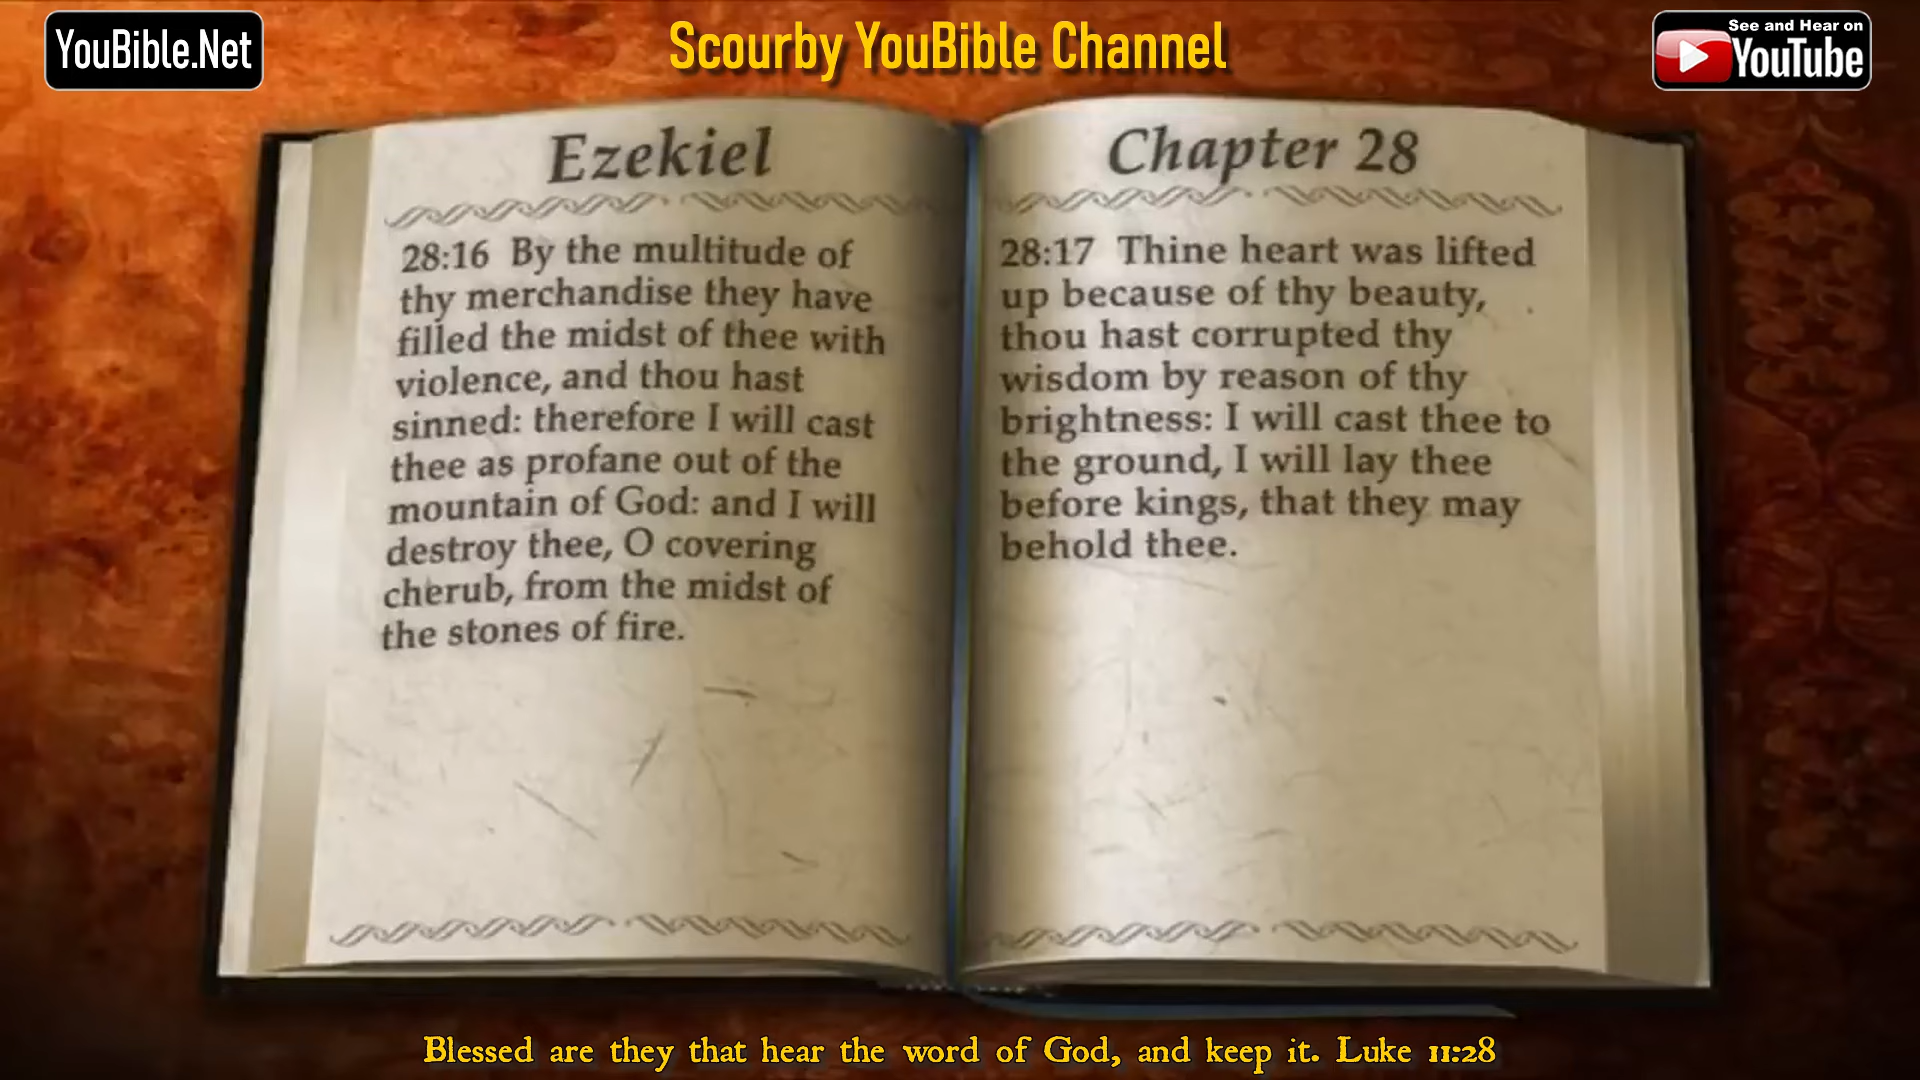 YouBible.Net
Scourby YouBible Channel
See and Hear on
YouTube
Ezekiel
28:16 By the multitude of
thy merchandise they have
filled the midst of thee with
violence, and thou hast
sinned: therefore I will cast
thee as profane out of the
mountain of God: and I will
destroy thee, O covering
cherub, from the midst of
the stones of fire.
Chapter 28
28:17 Thine heart was lifted
up because of thy beauty,
thou hast corrupted thy
wisdom by reason of thy
brightness: I will cast thee to
the ground, I will lay thee
before kings, that they may
behold thee.
Blessed are they that hear the word of God, and keep it. Luke 11:28